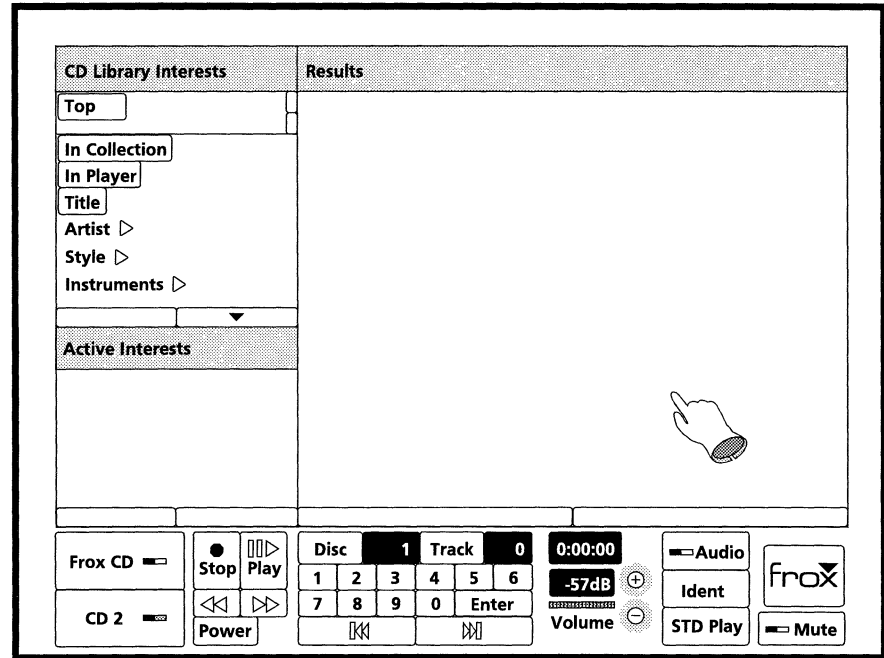 CD Library Interests
Results
Top
In Collection
In Player
Title
Artist
Style
Instruments
Active Interests
Frox CD
CD 2
Stop
Play
Power
Disc 1 Track 0
1 2 3 4 5 6
7 8 9 0 Enter
0:00:00
-57dB
Volume
Audio
Ident
STD Play
frox
Mute